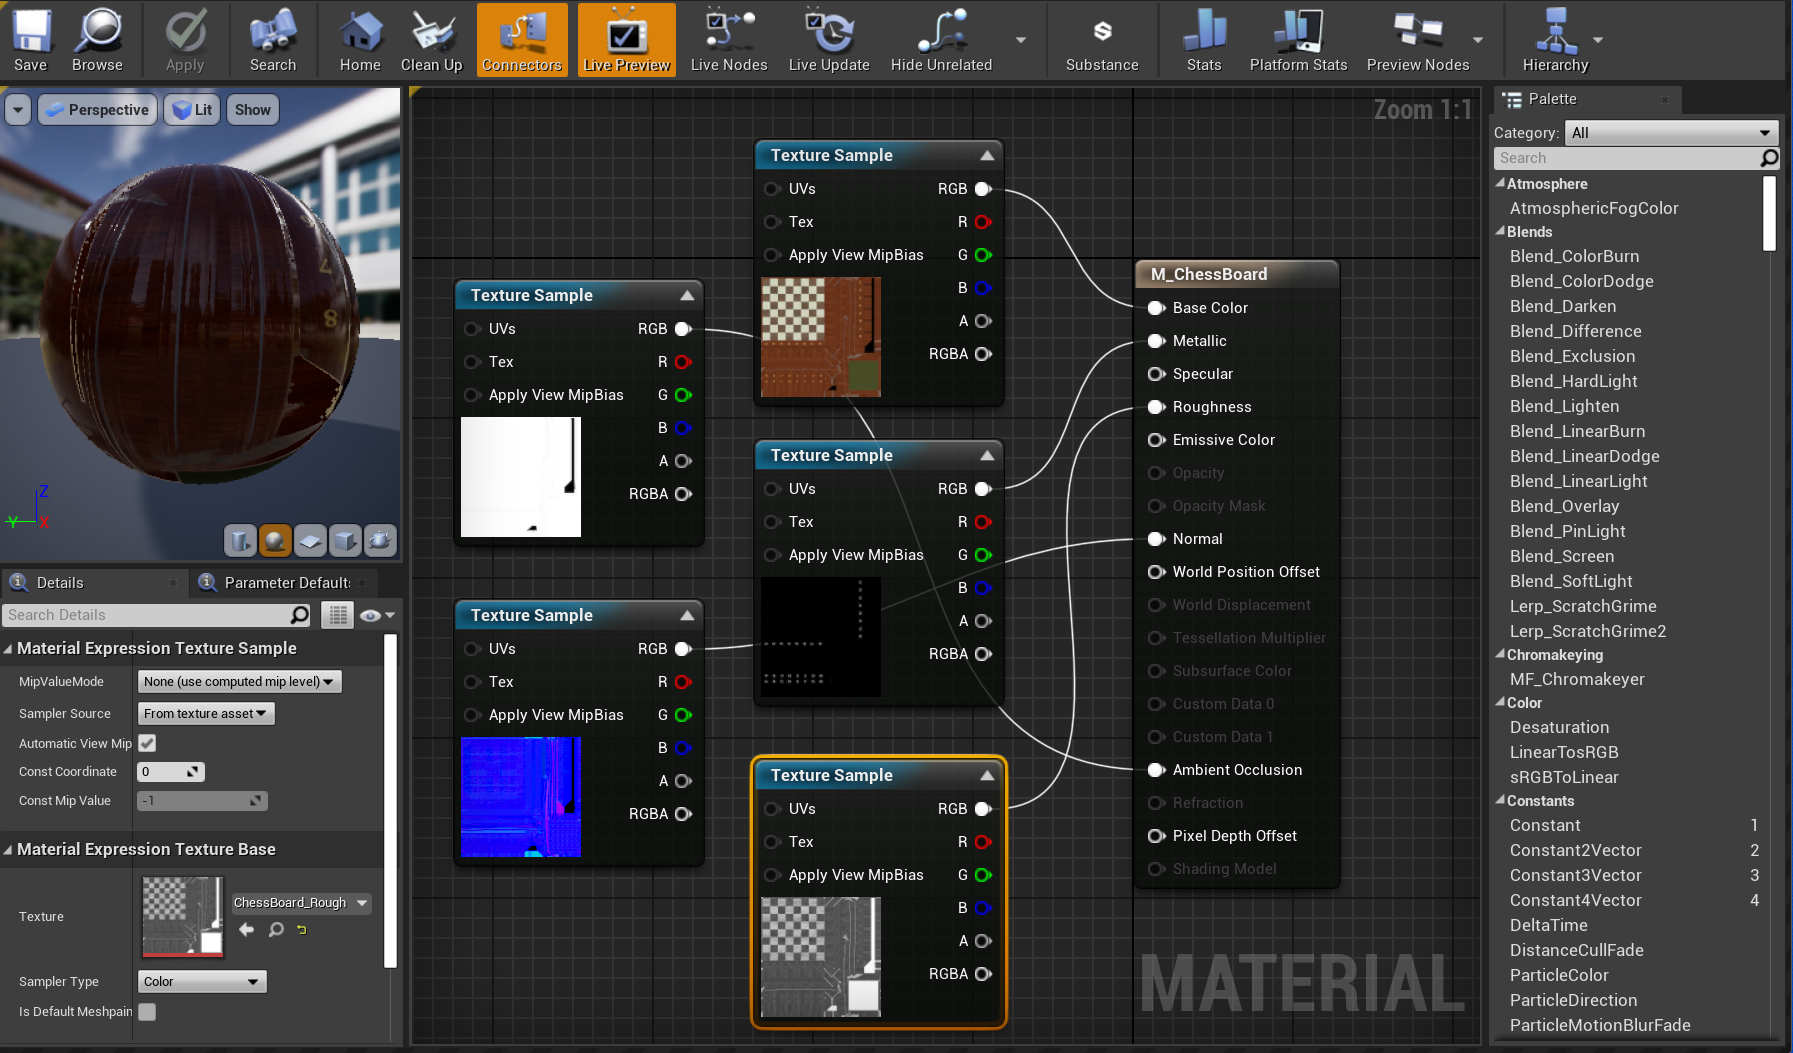 Save Browse Apply Search Home Clean Up Connectors Live Preview Live Nodes Live Update Hide Unrelated Substance Stats Platform Stats Preview Nodes Hierarchy
Perspective Lit Show
7
8
Z
Y X
Details Parameter Default
Search Details
Material Expression Texture Sample
MipValueMode None (use computed mip level)
Sampler Source From texture asset
Automatic View Mip
Const Coordinate 0
Const Mip Value -1
Material Expression Texture Base
Texture ChessBoard_Rough
Sampler Type Color
Is Default Meshpain
Zoom 1:1
Texture Sample
UVs RGB
Tex R
Apply View MipBias G
B
A
RGBA
Texture Sample
UVs RGB
Tex R
Apply View MipBias G
B
A
RGBA
Texture Sample
UVs RGB
Tex R
Apply View MipBias G
B
A
RGBA
Texture Sample
UVs RGB
Tex R
Apply View MipBias G
B
A
RGBA
Texture Sample
UVs RGB
Tex R
Apply View MipBias G
B
A
RGBA
M_ChessBoard
Base Color
Metallic
Specular
Roughness
Emissive Color
Opacity
Opacity Mask
Normal
World Position Offset
World Displacement
Tessellation Multiplier
Subsurface Color
Custom Data 0
Custom Data 1
Ambient Occlusion
Refraction
Pixel Depth Offset
Shading Model
MATERIAL
Palette
Category: All
Search
Atmosphere
AtmosphericFogColor
Blends
Blend_ColorBurn
Blend_ColorDodge
Blend_Darken
Blend_Difference
Blend_Exclusion
Blend_HardLight
Blend_Lighten
Blend_LinearBurn
Blend_LinearDodge
Blend_LinearLight
Blend_Overlay
Blend_PinLight
Blend_Screen
Blend_SoftLight
Lerp_ScratchGrime
Lerp_ScratchGrime2
Chromakeying
MF_Chromakeyer
Color
Desaturation
LinearTosRGB
sRGBToLinear
Constants
Constant 1
Constant2Vector 2
Constant3Vector 3
Constant4Vector 4
DeltaTime
DistanceCullFade
ParticleColor
ParticleDirection
ParticleMotionBlurFade